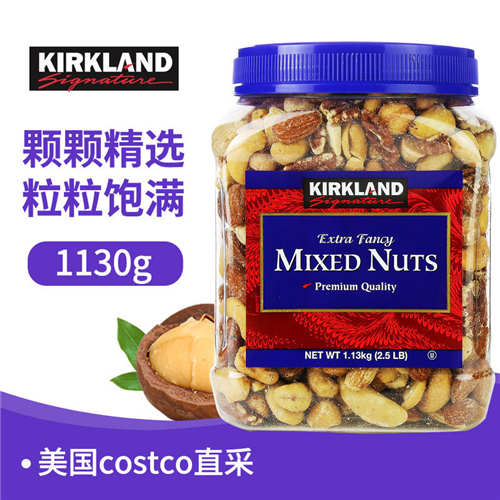 KIRKLAND
Signature
颗颗精选
粒粒饱满
1130g
KIRKLAND
Signature
Extra Fancy
MIXED NUTS
Premium Quality
NET WT 1.13kg (2.5 LB)
• 美国costco直采